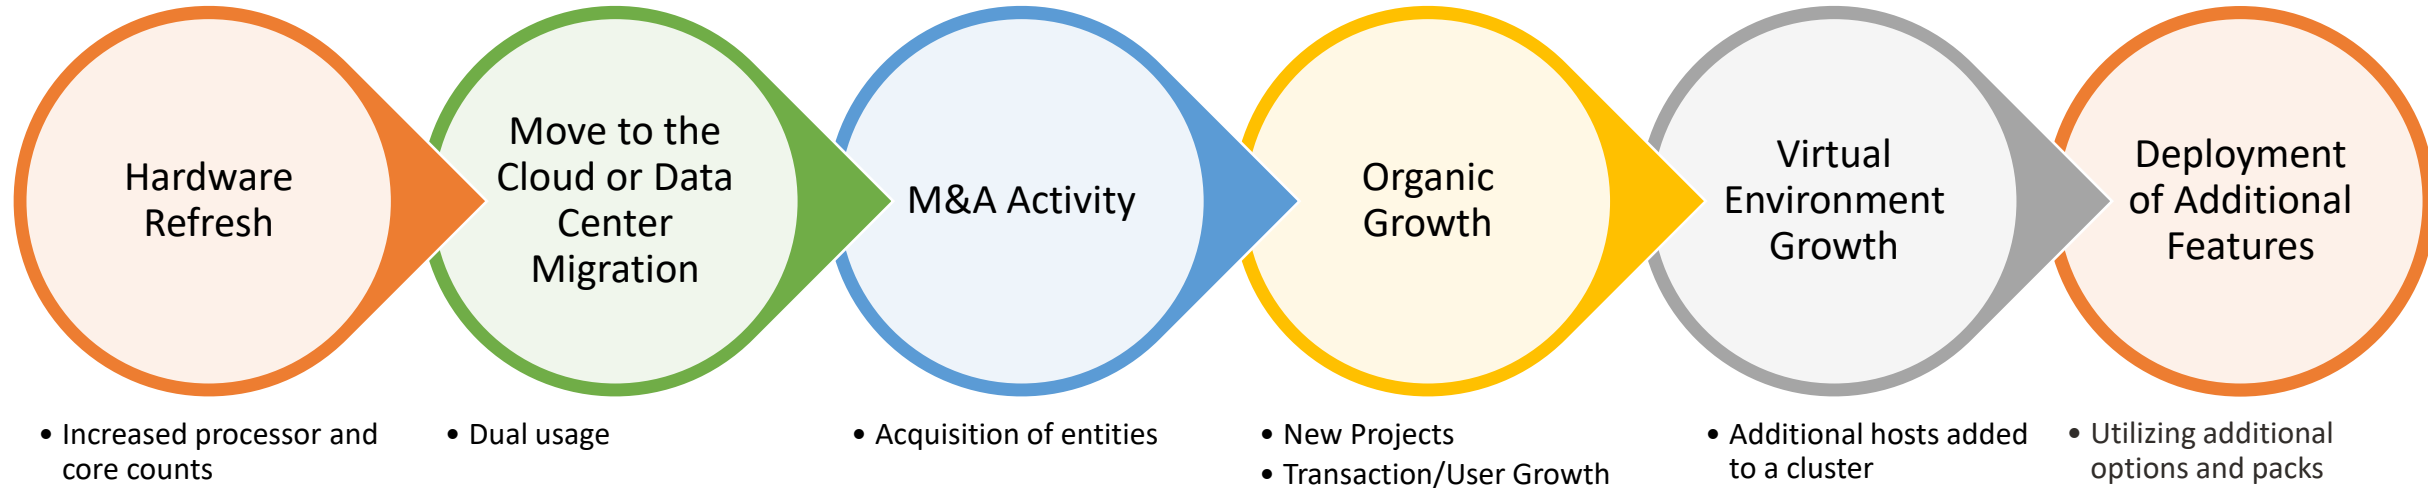 Hardware
Refresh
Move to the
Cloud or Data
Center
Migration
M&A Activity
Organic
Growth
Virtual
Environment
Growth
Deployment
of Additional
Features
• Increased processor and
core counts
• Dual usage
• Acquisition of entities
• New Projects
• Transaction/User Growth
• Additional hosts added
to a cluster
• Utilizing additional
options and packs